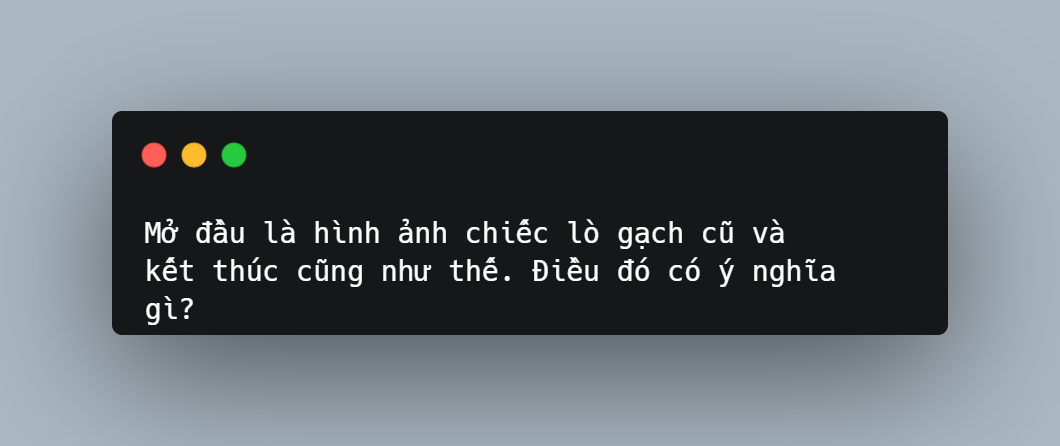 Mở đầu là hình ảnh chiếc lò gạch cũ và
kết thúc cũng như thế. Điều đó có ý nghĩa
gì?